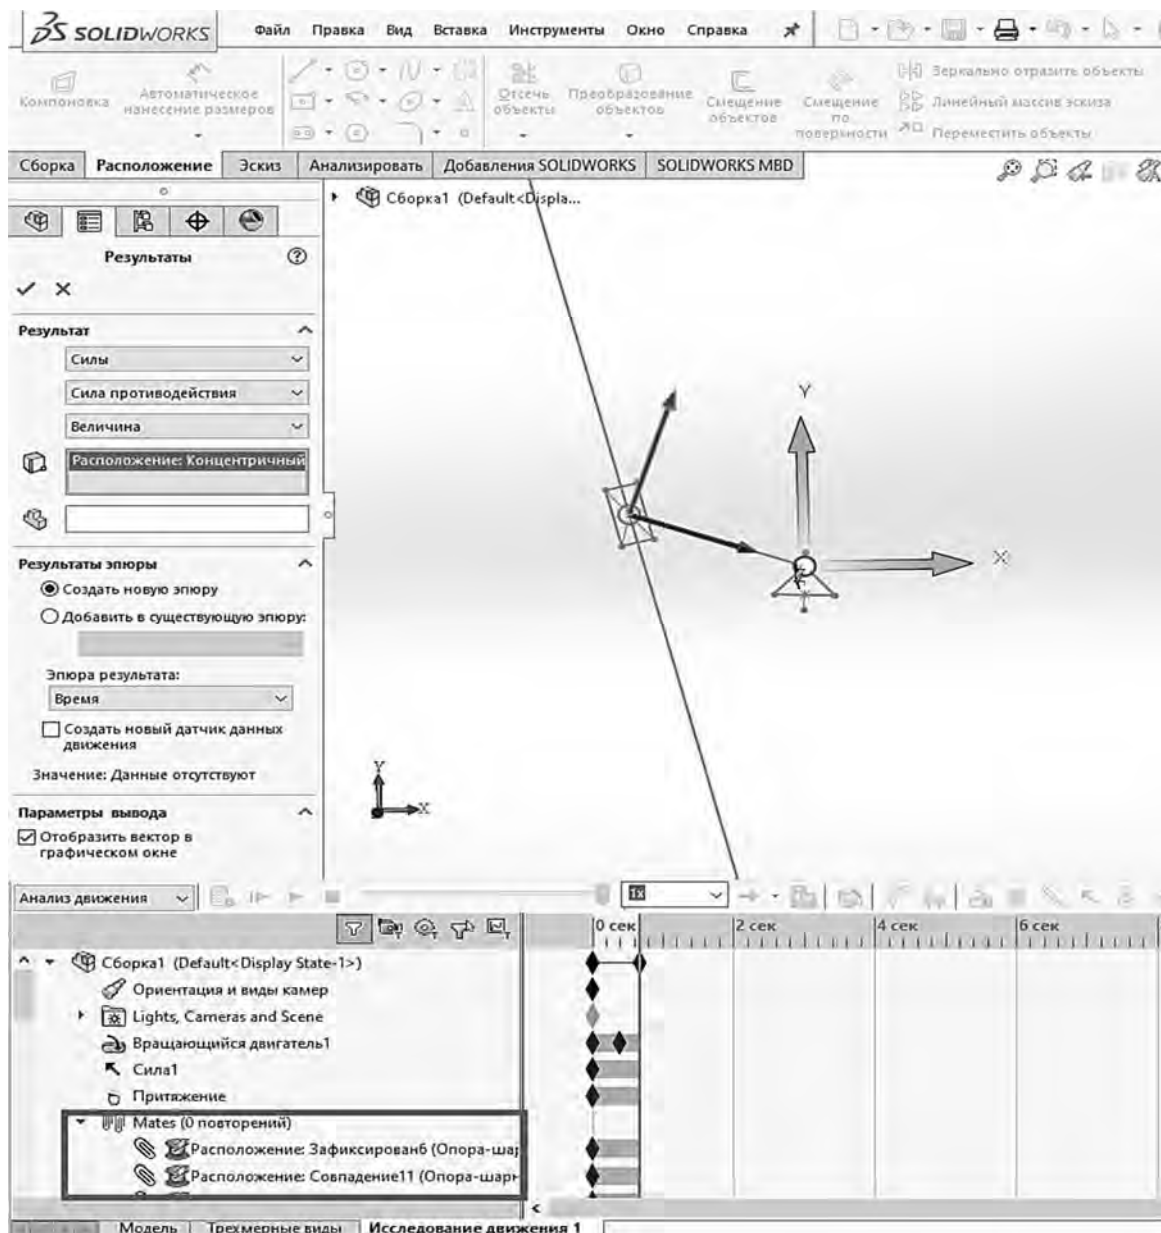 SOLIDWORKS Файл Правка Вид Вставка Инструменты Окно Справка
Компоновка
Автоматическое нанесение размеров
Отсечь объекты
Преобразование объектов
Смещение объектов
Смещение по поверхности
Зеркально отразить объекты
Линейный массив эскиза
Переместить объекты
Сборка Расположение Эскиз Анализировать Добавления SOLIDWORKS SOLIDWORKS MBD
Сборка1 (Default<Displa...
Результаты
Результат
Силы
Сила противодействия
Величина
Расположение: Концентричный
Результаты эпюры
Создать новую эпюру
Добавить в существующую эпюру:
Эпюра результата:
Время
Создать новый датчик данных
движения
Значение: Данные отсутствуют
Параметры вывода
Отобразить вектор в
графическом окне
Y
X
Y
X
Анализ движения 1x
0 сек 2 сек 4 сек 6 сек
Сборка1 (Default<Display State-1>)
Ориентация и виды камер
Lights, Cameras and Scene
Вращающийся двигатель1
Сила1
Притяжение
Mates (0 повторений)
Расположение: Зафиксирован6 (Опора-шар
Расположение: Совпадение11 (Опора-шарн
Модель Трехмерные виды Исследование движения 1